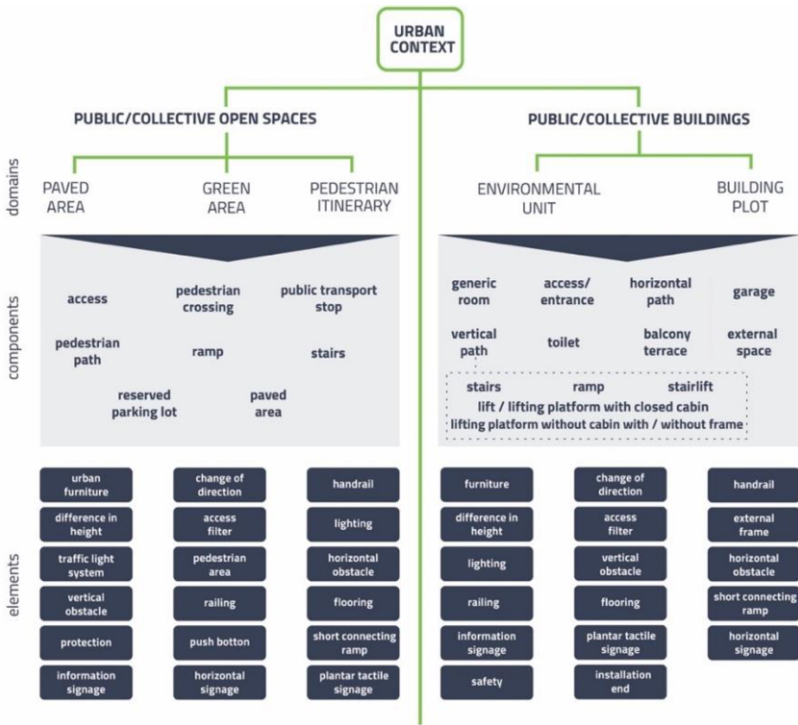 URBAN
CONTEXT
PUBLIC/COLLECTIVE OPEN SPACES
PUBLIC/COLLECTIVE BUILDINGS
domains
PAVED
AREA
GREEN
AREA
PEDESTRIAN
ITINERARY
ENVIRONMENTAL
UNIT
BUILDING
PLOT
components
access
pedestrian
crossing
public transport
stop
pedestrian
path
ramp
stairs
reserved
parking lot
paved
area
generic
room
access/
entrance
horizontal
path
garage
vertical
path
toilet
balcony
terrace
external
space
stairs
ramp
stairlift
lift / lifting platform with closed cabin
lifting platform without cabin with / without frame
elements
urban
furniture
change of
direction
handrail
difference in
height
access
filter
lighting
traffic light
system
pedestrian
area
horizontal
obstacle
vertical
obstacle
railing
flooring
protection
push botton
short connecting
ramp
information
signage
horizontal
signage
plantar tactile
signage
furniture
change of
direction
handrail
difference in
height
access
filter
external
frame
lighting
vertical
obstacle
horizontal
obstacle
railing
flooring
short connecting
ramp
information
signage
plantar tactile
signage
horizontal
signage
safety
installation
end